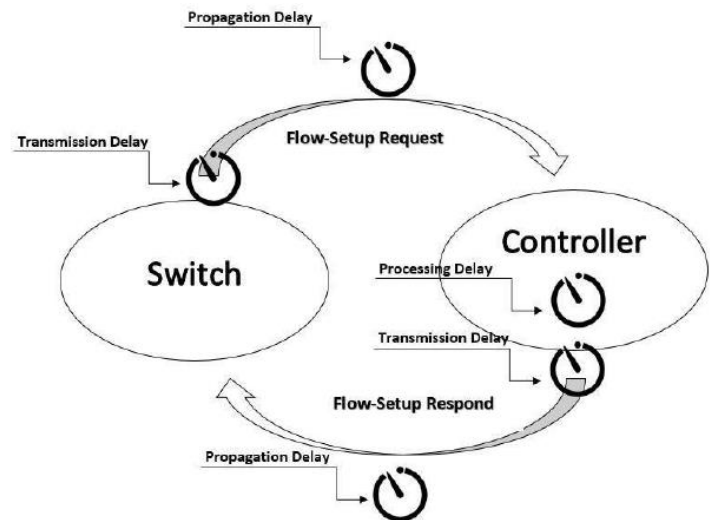 Propagation Delay
Flow-Setup Request
Transmission Delay
Switch
Controller
Processing Delay
Transmission Delay
Flow-Setup Respond
Propagation Delay